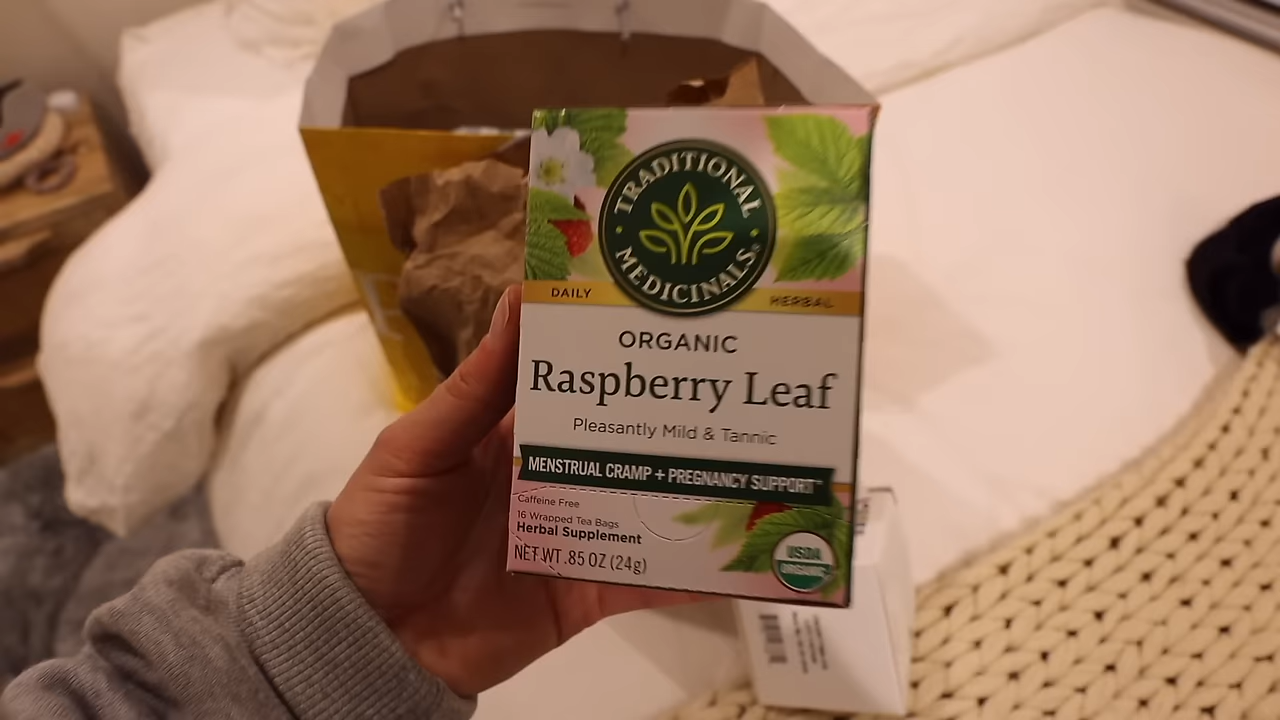 TRADITIONAL
MEDICINALS®
DAILY
HERBAL
ORGANIC
Raspberry Leaf
Pleasantly Mild & Tannic
MENSTRUAL CRAMP + PREGNANCY SUPPORT™
Caffeine Free
16 Wrapped Tea Bags
Herbal Supplement
NET WT .85 OZ (24g)
USDA
ORGANIC